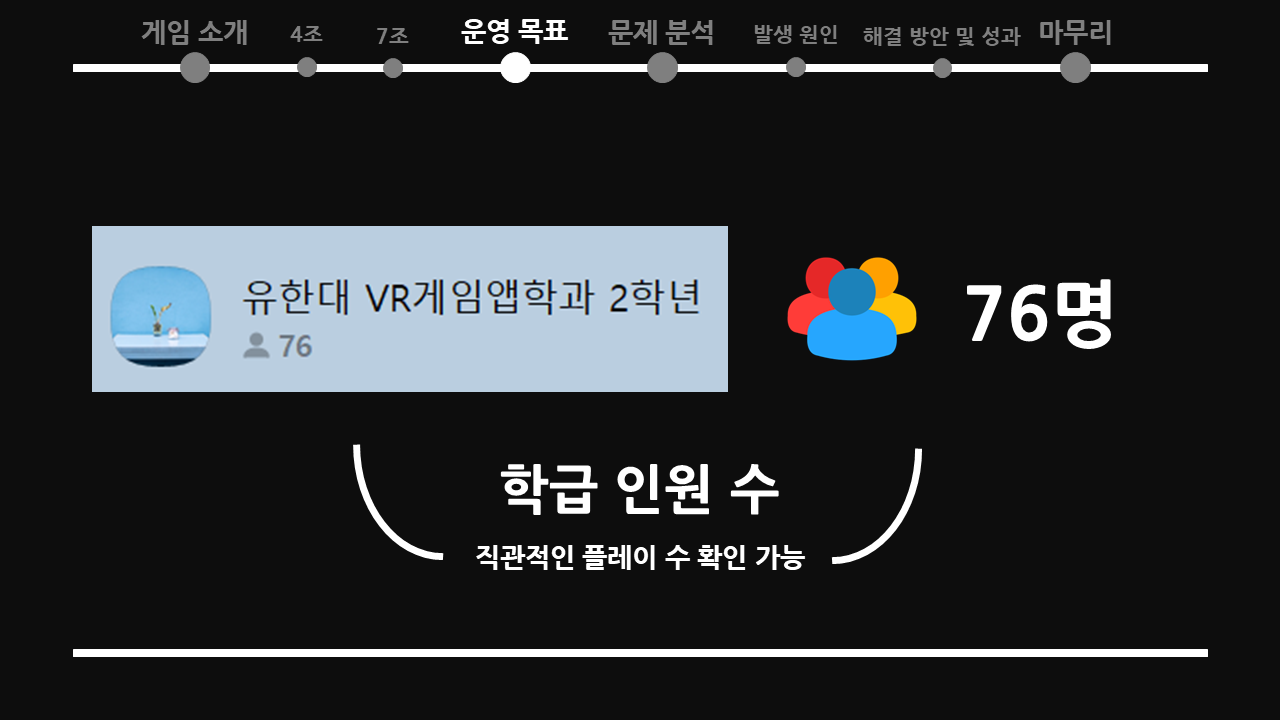 게임 소개 4조 7조 운영 목표 문제 분석 발생 원인 해결 방안 및 성과 마무리
유한대 VR게임앱학과 2학년
76
76명
학급 인원 수
직관적인 플레이 수 확인 가능